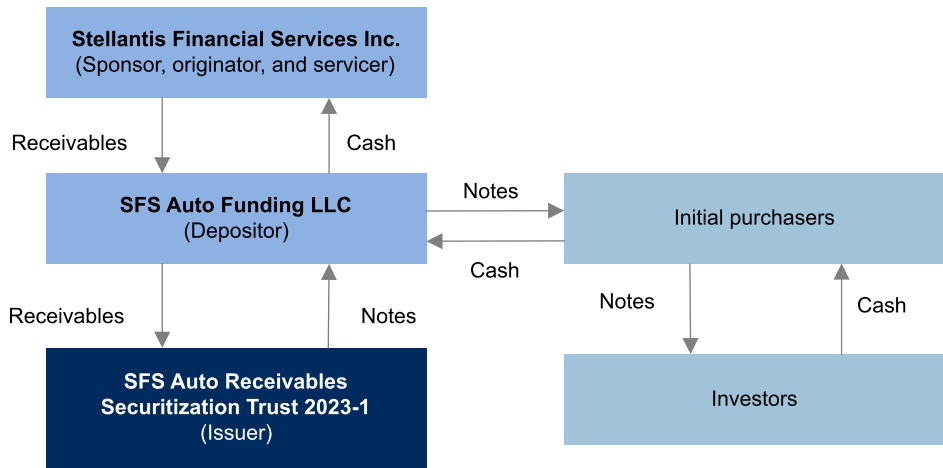 Stellantis Financial Services Inc.
(Sponsor, originator, and servicer)
Receivables
Cash
SFS Auto Funding LLC
(Depositor)
Notes
Cash
Initial purchasers
Receivables
Notes
Notes
Cash
SFS Auto Receivables
Securitization Trust 2023-1
(Issuer)
Investors